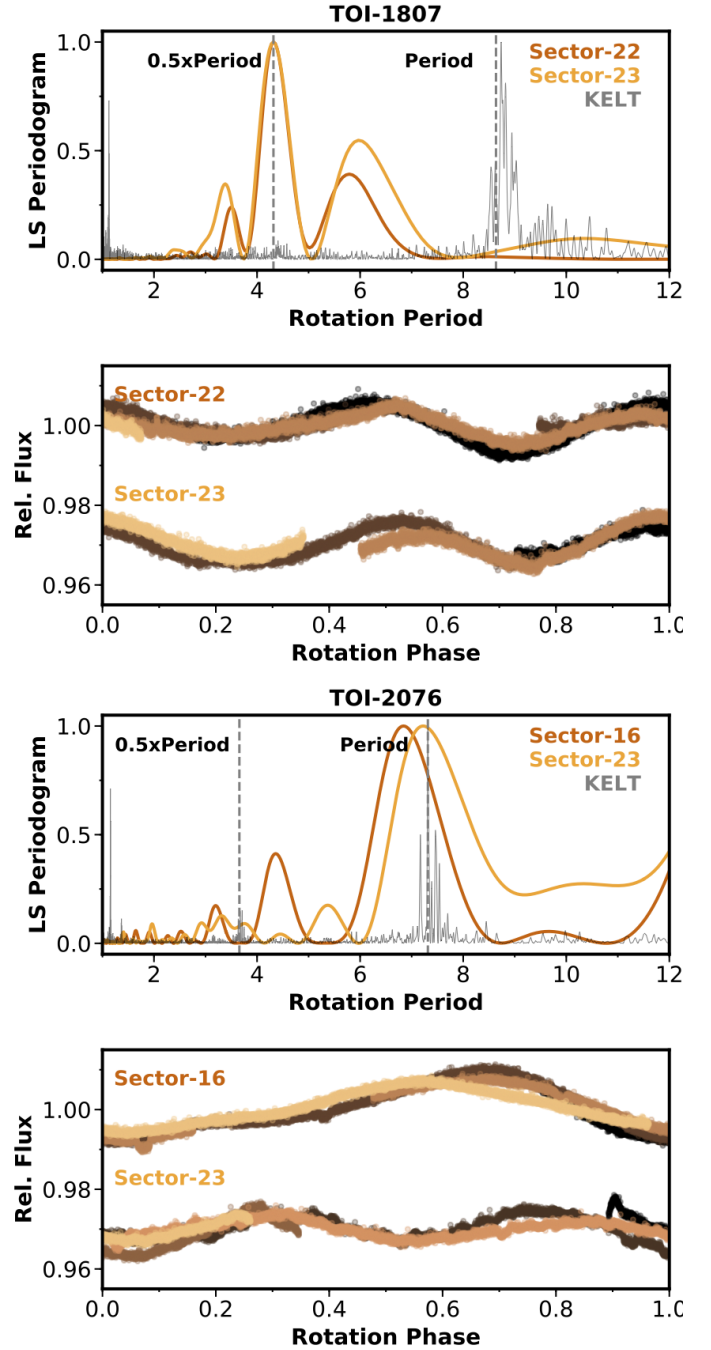 TOI-1807
LS Periodogram
1.0
0.5
0.0
0.5xPeriod
Period
Sector-22
Sector-23
KELT
2 4 6 8 10 12
Rotation Period
Rel. Flux
1.00
0.98
0.96
Sector-22
Sector-23
0.0 0.2 0.4 0.6 0.8 1.0
Rotation Phase
TOI-2076
LS Periodogram
1.0
0.5
0.0
0.5xPeriod
Period
Sector-16
Sector-23
KELT
2 4 6 8 10 12
Rotation Period
Rel. Flux
1.00
0.98
0.96
Sector-16
Sector-23
0.0 0.2 0.4 0.6 0.8 1.0
Rotation Phase